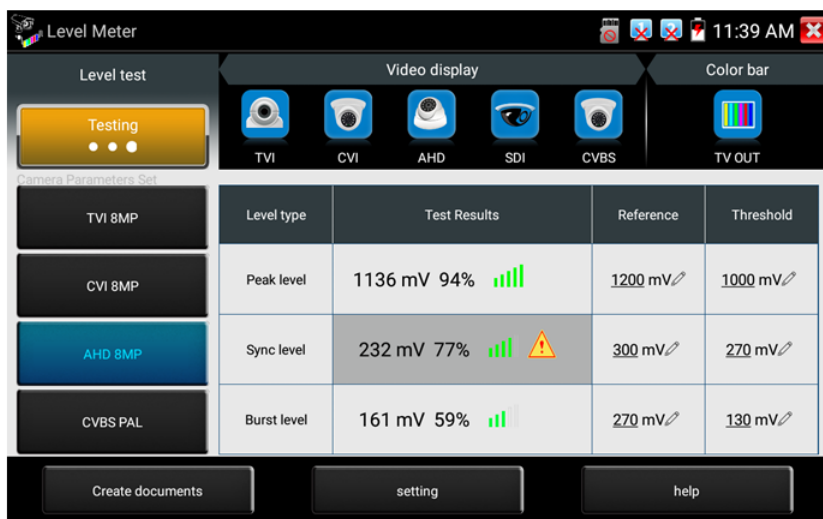 Level Meter
11:39 AM
Level test
Video display
Color bar
Testing
TVI
CVI
AHD
SDI
CVBS
TV OUT
Camera Parameters Set
TVI 8MP
CVI 8MP
AHD 8MP
CVBS PAL
Level type
Test Results
Reference
Threshold
Peak level
1136 mV 94%
1200 mV
1000 mV
Sync level
232 mV 77%
300 mV
270 mV
Burst level
161 mV 59%
270 mV
130 mV
Create documents
setting
help